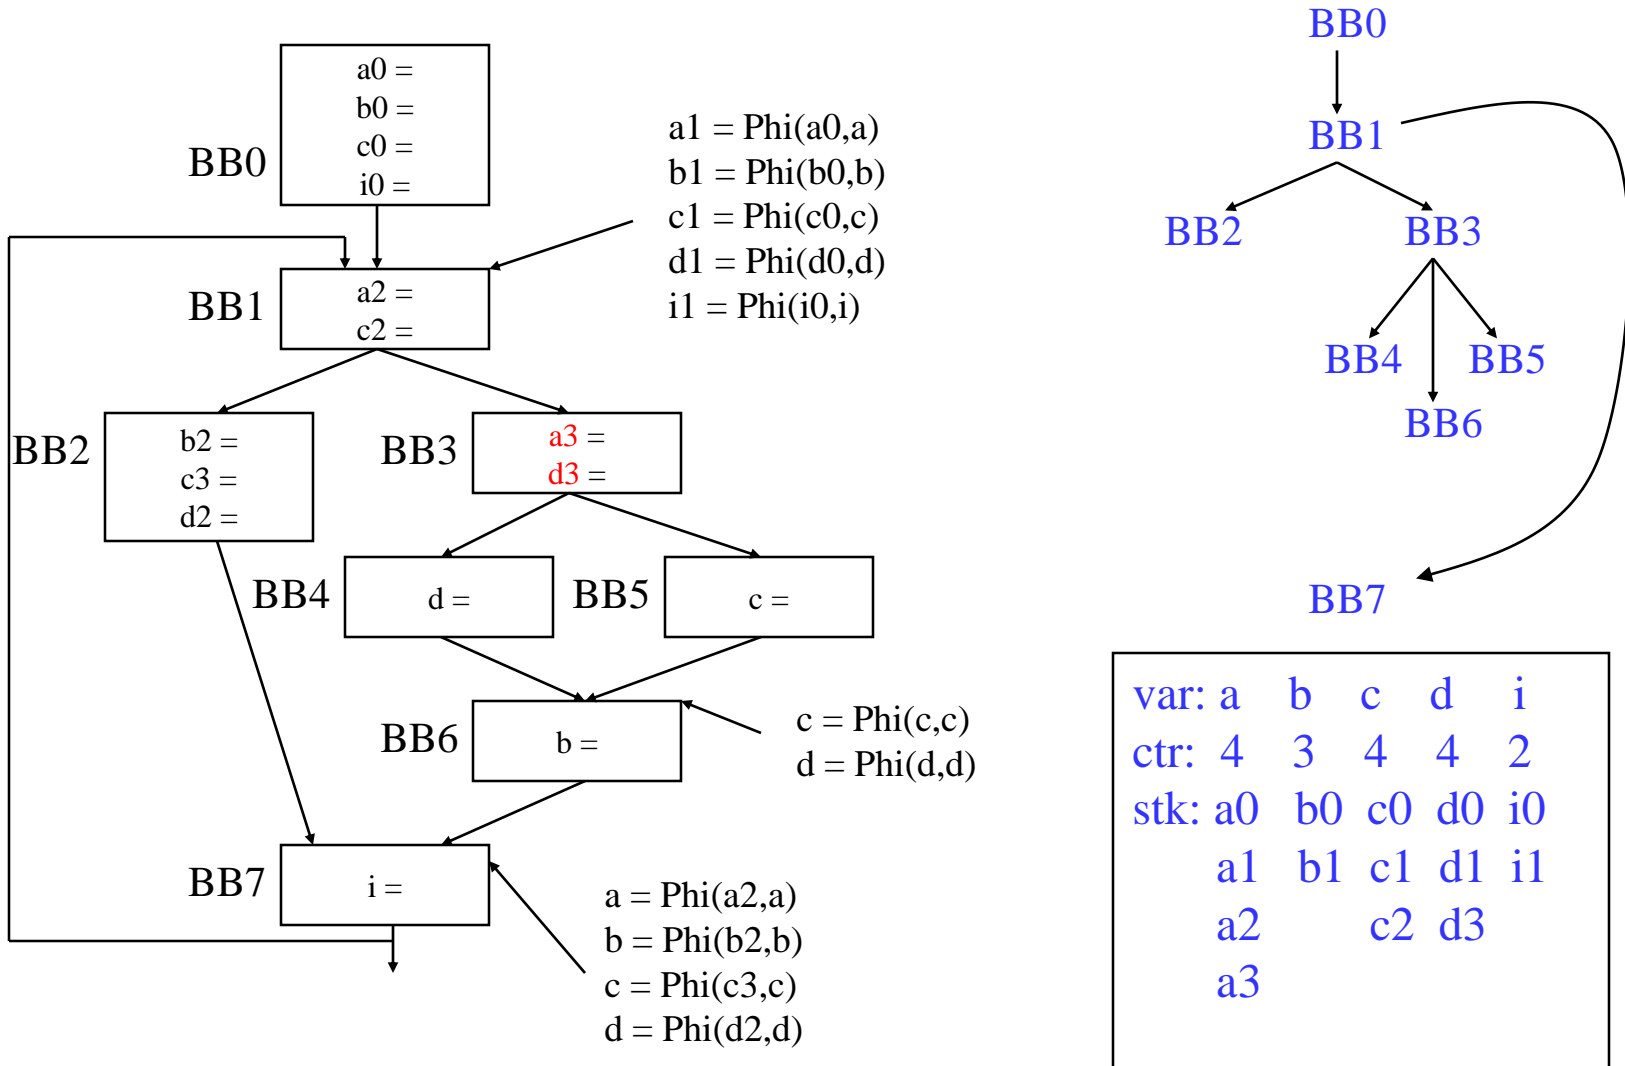 BB0
a0 =
b0 =
c0 =
i0 =
a1 = Phi(a0,a)
b1 = Phi(b0,b)
c1 = Phi(c0,c)
d1 = Phi(d0,d)
i1 = Phi(i0,i)
BB1
a2 =
c2 =
BB2
b2 =
c3 =
d2 =
BB3
a3 =
d3 =
BB4
d =
BB5
c =
BB6
b =
c = Phi(c,c)
d = Phi(d,d)
BB7
i =
a = Phi(a2,a)
b = Phi(b2,b)
c = Phi(c3,c)
d = Phi(d2,d)
BB0
BB1
BB2 BB3
BB4 BB5
BB6
BB7
var: a b c d i
ctr: 4 3 4 4 2
stk: a0 b0 c0 d0 i0
a1 b1 c1 d1 i1
a2 c2 d3
a3